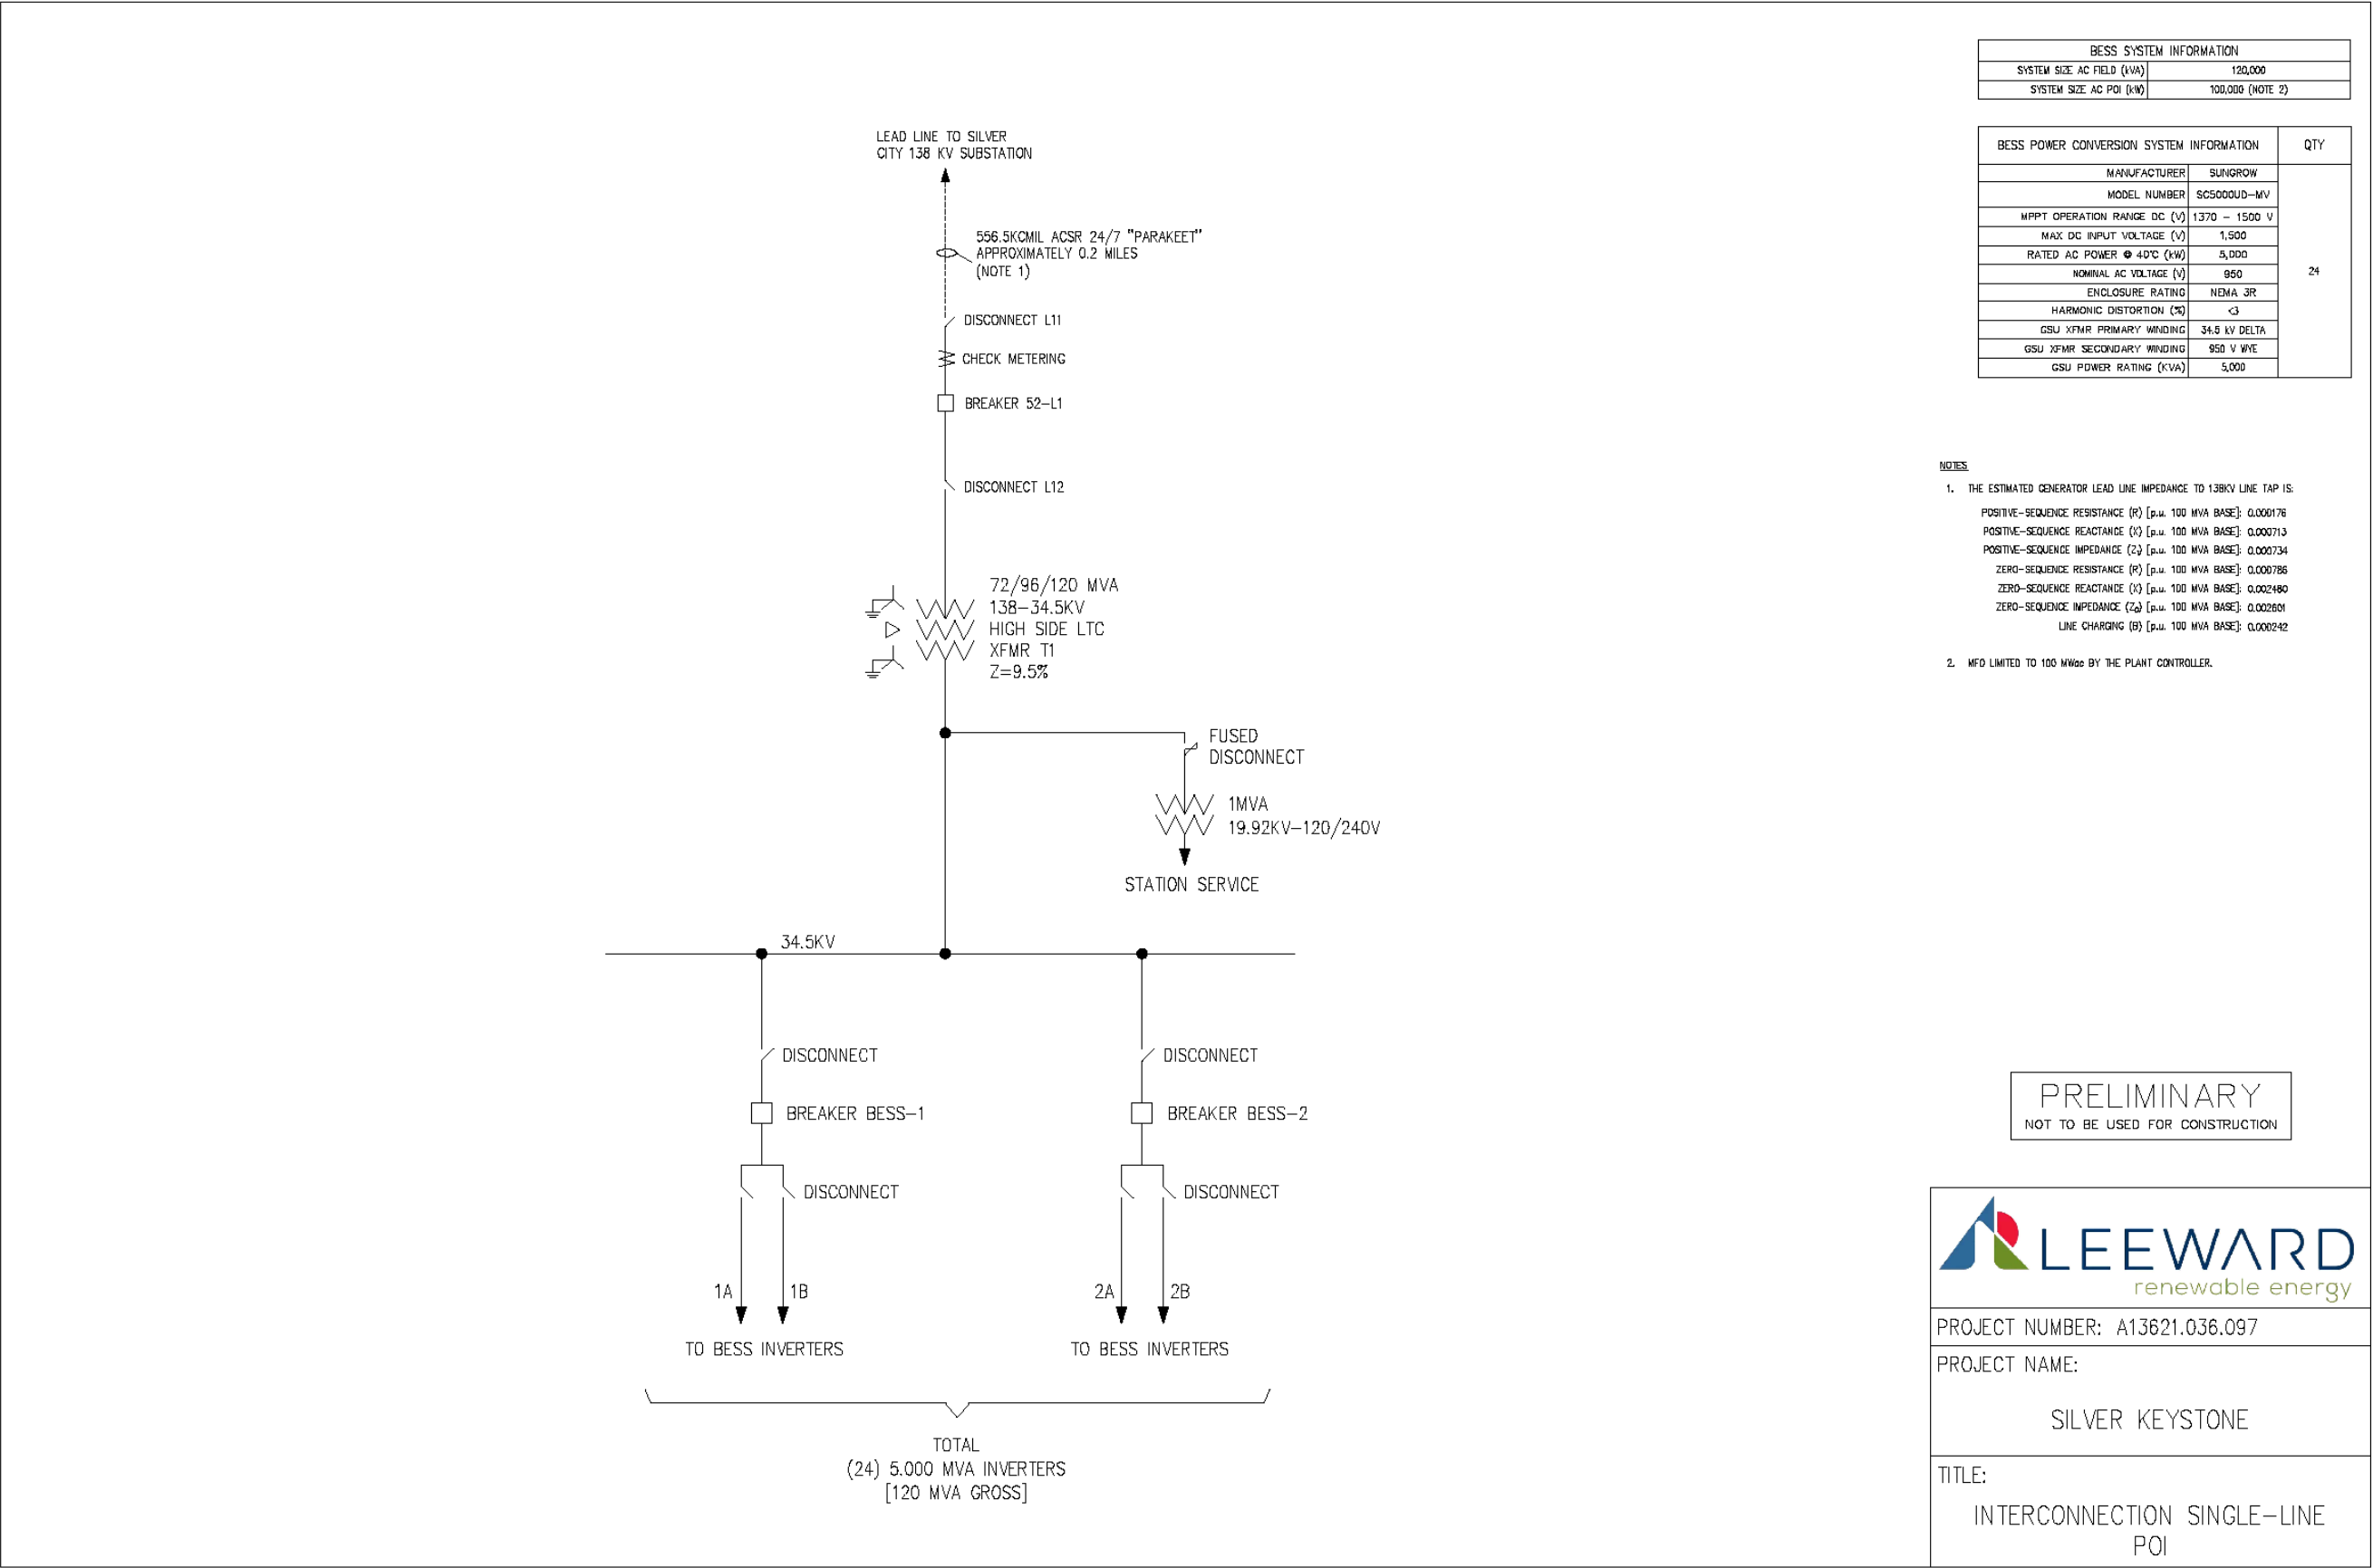 BESS SYSTEM INFORMATION
SYSTEM SIZE AC FIELD (kVA) 120,000
SYSTEM SIZE AC POI (kW) 100,000 (NOTE 2)
BESS POWER CONVERSION SYSTEM INFORMATION QTY
MANUFACTURER SUNGROW
MODEL NUMBER SC5000UD-MV
MPPT OPERATION RANGE DC (V) 1370 - 1500 V
MAX DC INPUT VOLTAGE (V) 1,500
RATED AC POWER @ 40°C (kW) 5,000
NOMINAL AC VOLTAGE (V) 950
24
ENCLOSURE RATING NEMA 3R
HARMONIC DISTORTION (%) <3
GSU XFMR PRIMARY WINDING 34.5 kV DELTA
GSU XFMR SECONDARY WINDING 950 V WYE
GSU POWER RATING (KVA) 5,000
LEAD LINE TO SILVER
CITY 138 KV SUBSTATION
556.5KCMIL ACSR 24/7 "PARAKEET"
APPROXIMATELY 0.2 MILES
(NOTE 1)
DISCONNECT L11
CHECK METERING
BREAKER 52-L1
DISCONNECT L12
72/96/120 MVA
138-34.5KV
HIGH SIDE LTC
XFMR T1
Z=9.5%
FUSED
DISCONNECT
1MVA
19.92KV-120/240V
STATION SERVICE
34.5KV
DISCONNECT
DISCONNECT
BREAKER BESS-1
BREAKER BESS-2
DISCONNECT
DISCONNECT
1A
1B
2A
2B
TO BESS INVERTERS
TO BESS INVERTERS
TOTAL
(24) 5.000 MVA INVERTERS
[120 MVA GROSS]
NOTES
1. THE ESTIMATED GENERATOR LEAD LINE IMPEDANCE TO 138KV LINE TAP IS:
POSITIVE-SEQUENCE RESISTANCE (R) [p.u. 100 MVA BASE]: 0.000176
POSITIVE-SEQUENCE REACTANCE (X) [p.u. 100 MVA BASE]: 0.000713
POSITIVE-SEQUENCE IMPEDANCE (Z₁) [p.u. 100 MVA BASE]: 0.000734
ZERO-SEQUENCE RESISTANCE (R) [p.u. 100 MVA BASE]: 0.000786
ZERO-SEQUENCE REACTANCE (X) [p.u. 100 MVA BASE]: 0.002480
ZERO-SEQUENCE IMPEDANCE (Z₀) [p.u. 100 MVA BASE]: 0.002601
LINE CHARGING (B) [p.u. 100 MVA BASE]: 0.000242
2. MFO LIMITED TO 100 MWac BY THE PLANT CONTROLLER.
PRELIMINARY
NOT TO BE USED FOR CONSTRUCTION
LEEWARD
renewable energy
PROJECT NUMBER: A13621.036.097
PROJECT NAME:
SILVER KEYSTONE
TITLE:
INTERCONNECTION SINGLE-LINE
POI